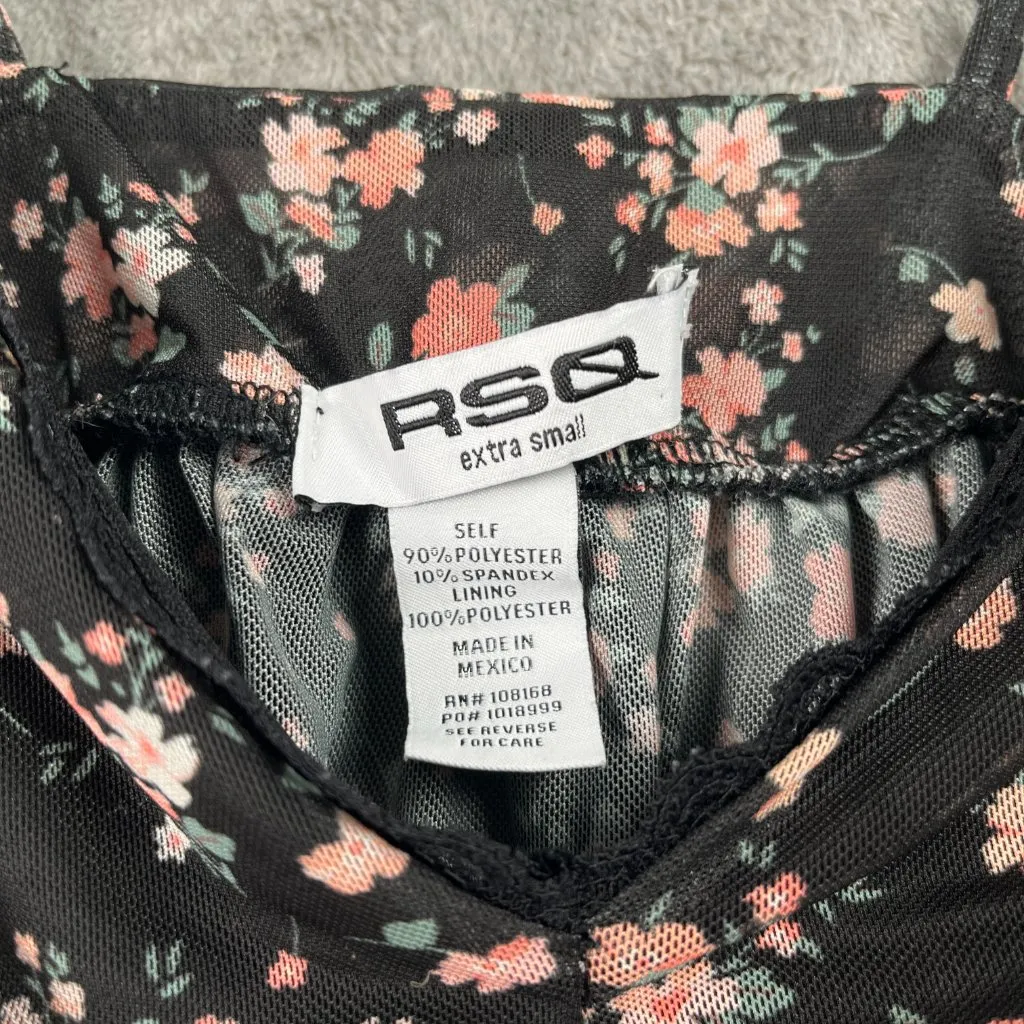 RSQ
extra small
SELF
90% POLYESTER
10% SPANDEX
LINING
100% POLYESTER
MADE IN
MEXICO
RN# 108168
PO# 1018999
SEE REVERSE
FOR CARE